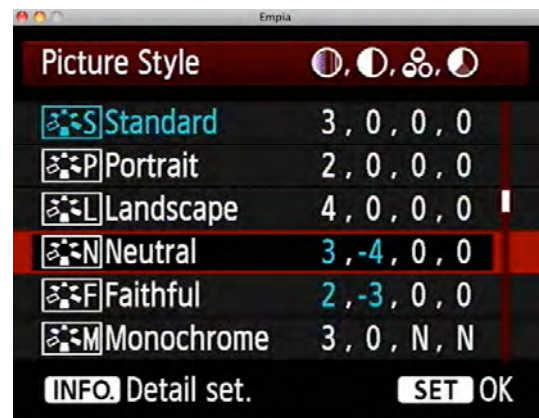 Empia
Picture Style
S Standard 3 , 0 , 0 , 0
P Portrait 2 , 0 , 0 , 0
L Landscape 4 , 0 , 0 , 0
N Neutral 3 , -4 , 0 , 0
F Faithful 2 , -3 , 0 , 0
M Monochrome 3 , 0 , N , N
INFO. Detail set. SET OK